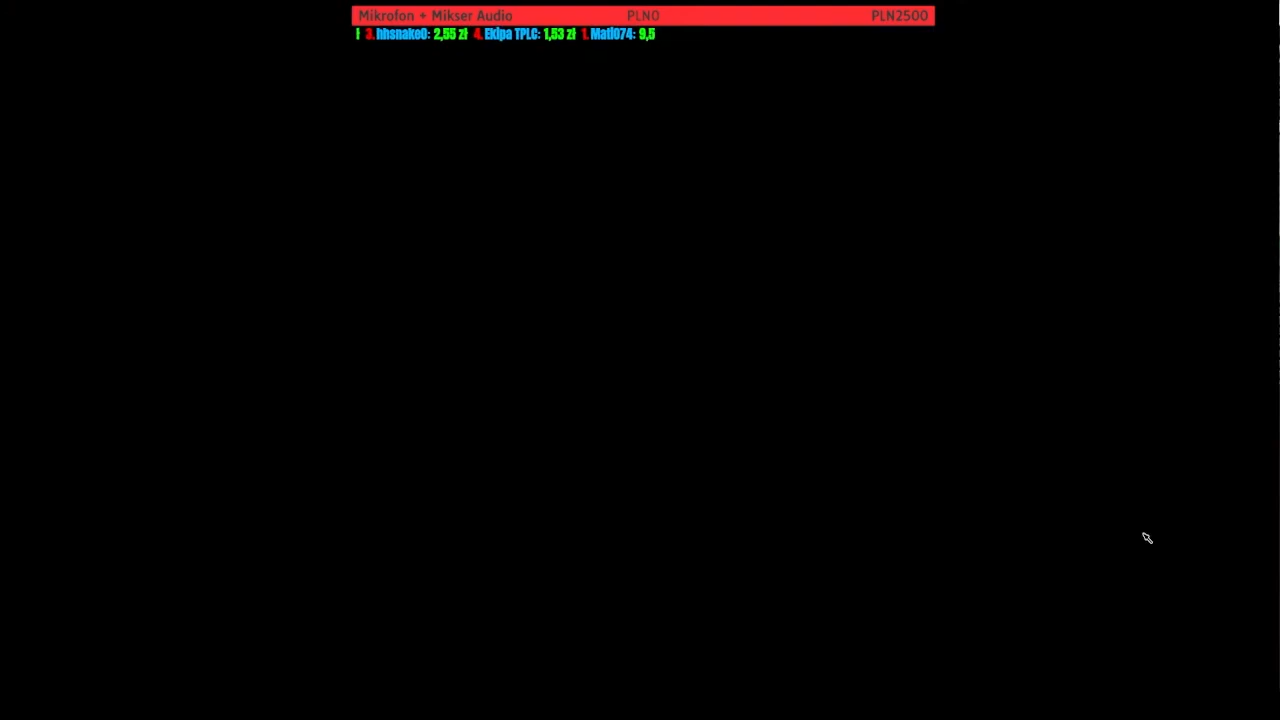 Mikrofon + Mikser Audio PLN0 PLN2500
ł 3. hhsnake0: 2,55 zł 4. Ekipa TPLC: 1,53 zł 1. Mati074: 9,5